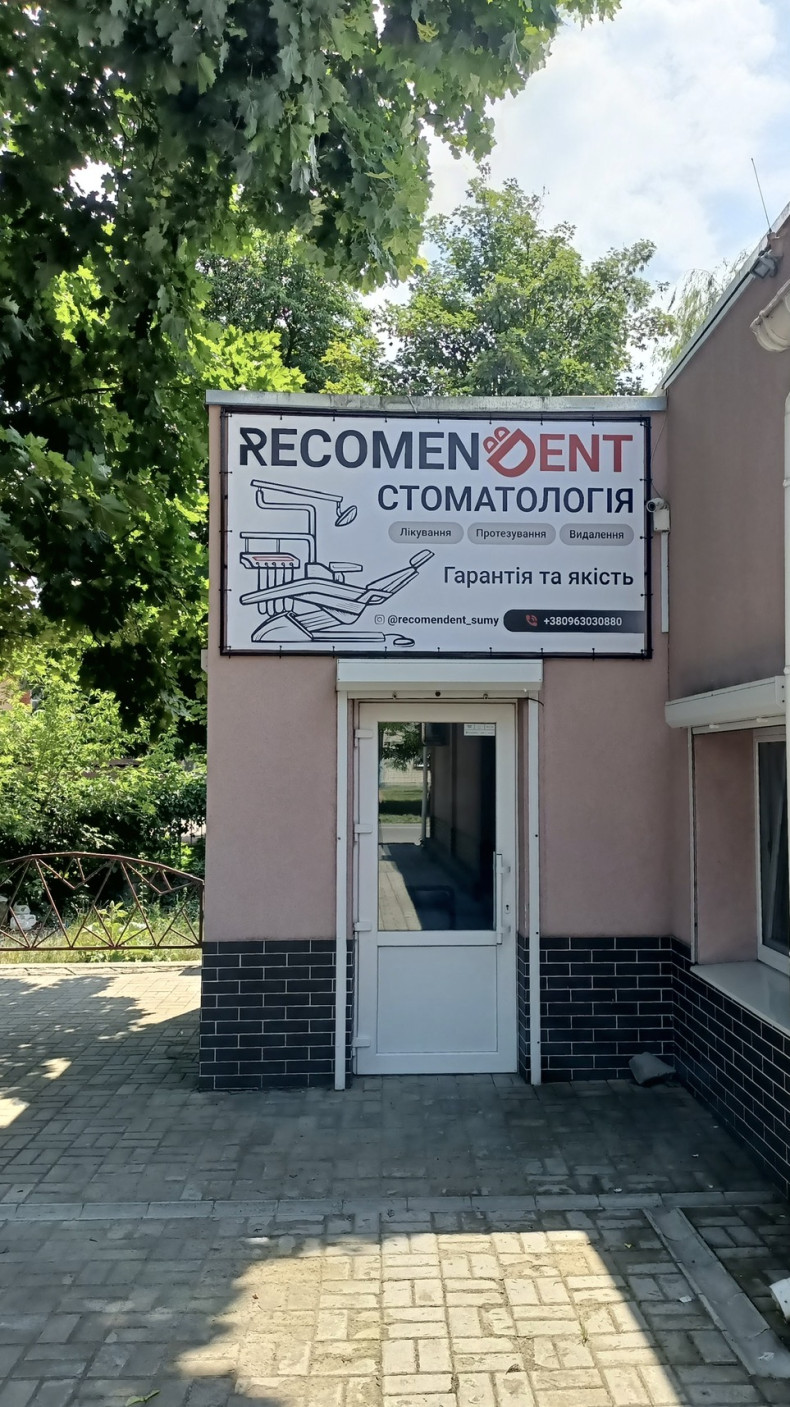 RECOMENDENT
СТОМАТОЛОГІЯ
Лікування Протезування Видалення
Гарантія та якість
@recomendent_sumy +380963030880